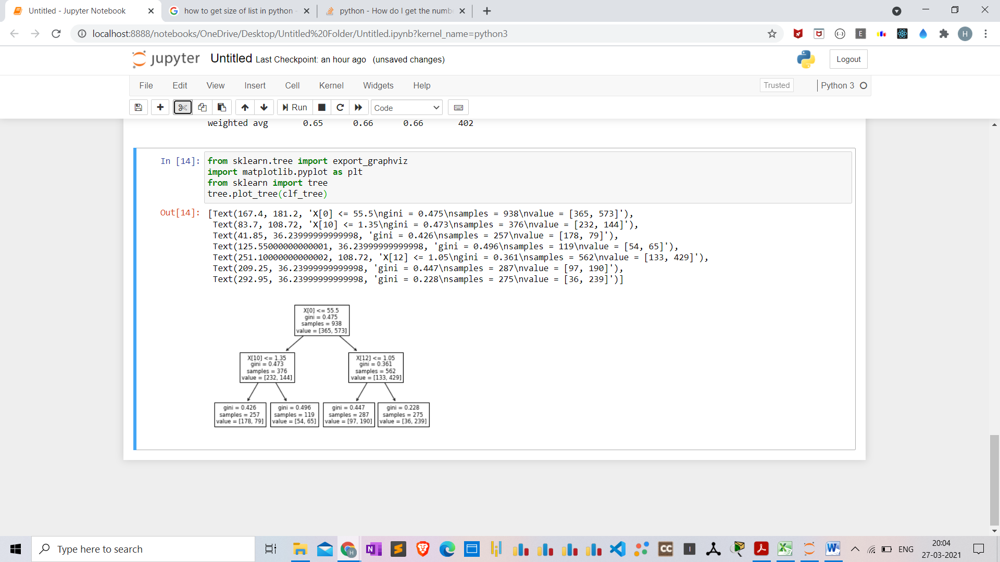 Untitled - Jupyter Notebook
how to get size of list in python -
python - How do I get the numbe
localhost:8888/notebooks/OneDrive/Desktop/Untitled%20Folder/Untitled.ipynb?kernel_name=python3
E
H
jupyter Untitled Last Checkpoint: an hour ago (unsaved changes)
Logout
File Edit View Insert Cell Kernel Widgets Help
Trusted
Python 3
Run
Code
weighted avg 0.65 0.66 0.66 402
In [14]: from sklearn.tree import export_graphviz
import matplotlib.pyplot as plt
from sklearn import tree
tree.plot_tree(clf_tree)
Out[14]: [Text(167.4, 181.2, 'X[0] <= 55.5\ngini = 0.475\nsamples = 938\nvalue = [365, 573]'),
Text(83.7, 108.72, 'X[10] <= 1.35\ngini = 0.473\nsamples = 376\nvalue = [232, 144]'),
Text(41.85, 36.23999999999998, 'gini = 0.426\nsamples = 257\nvalue = [178, 79]'),
Text(125.55000000000001, 36.23999999999998, 'gini = 0.496\nsamples = 119\nvalue = [54, 65]'),
Text(251.10000000000002, 108.72, 'X[12] <= 1.05\ngini = 0.361\nsamples = 562\nvalue = [133, 429]'),
Text(209.25, 36.23999999999998, 'gini = 0.447\nsamples = 287\nvalue = [97, 190]'),
Text(292.95, 36.23999999999998, 'gini = 0.228\nsamples = 275\nvalue = [36, 239]')]
X[0] <= 55.5
gini = 0.475
samples = 938
value = [365, 573]
X[10] <= 1.35
gini = 0.473
samples = 376
value = [232, 144]
X[12] <= 1.05
gini = 0.361
samples = 562
value = [133, 429]
gini = 0.426
samples = 257
value = [178, 79]
gini = 0.496
samples = 119
value = [54, 65]
gini = 0.447
samples = 287
value = [97, 190]
gini = 0.228
samples = 275
value = [36, 239]
Type here to search
H
N
CC
I
W
ENG
20:04
27-03-2021